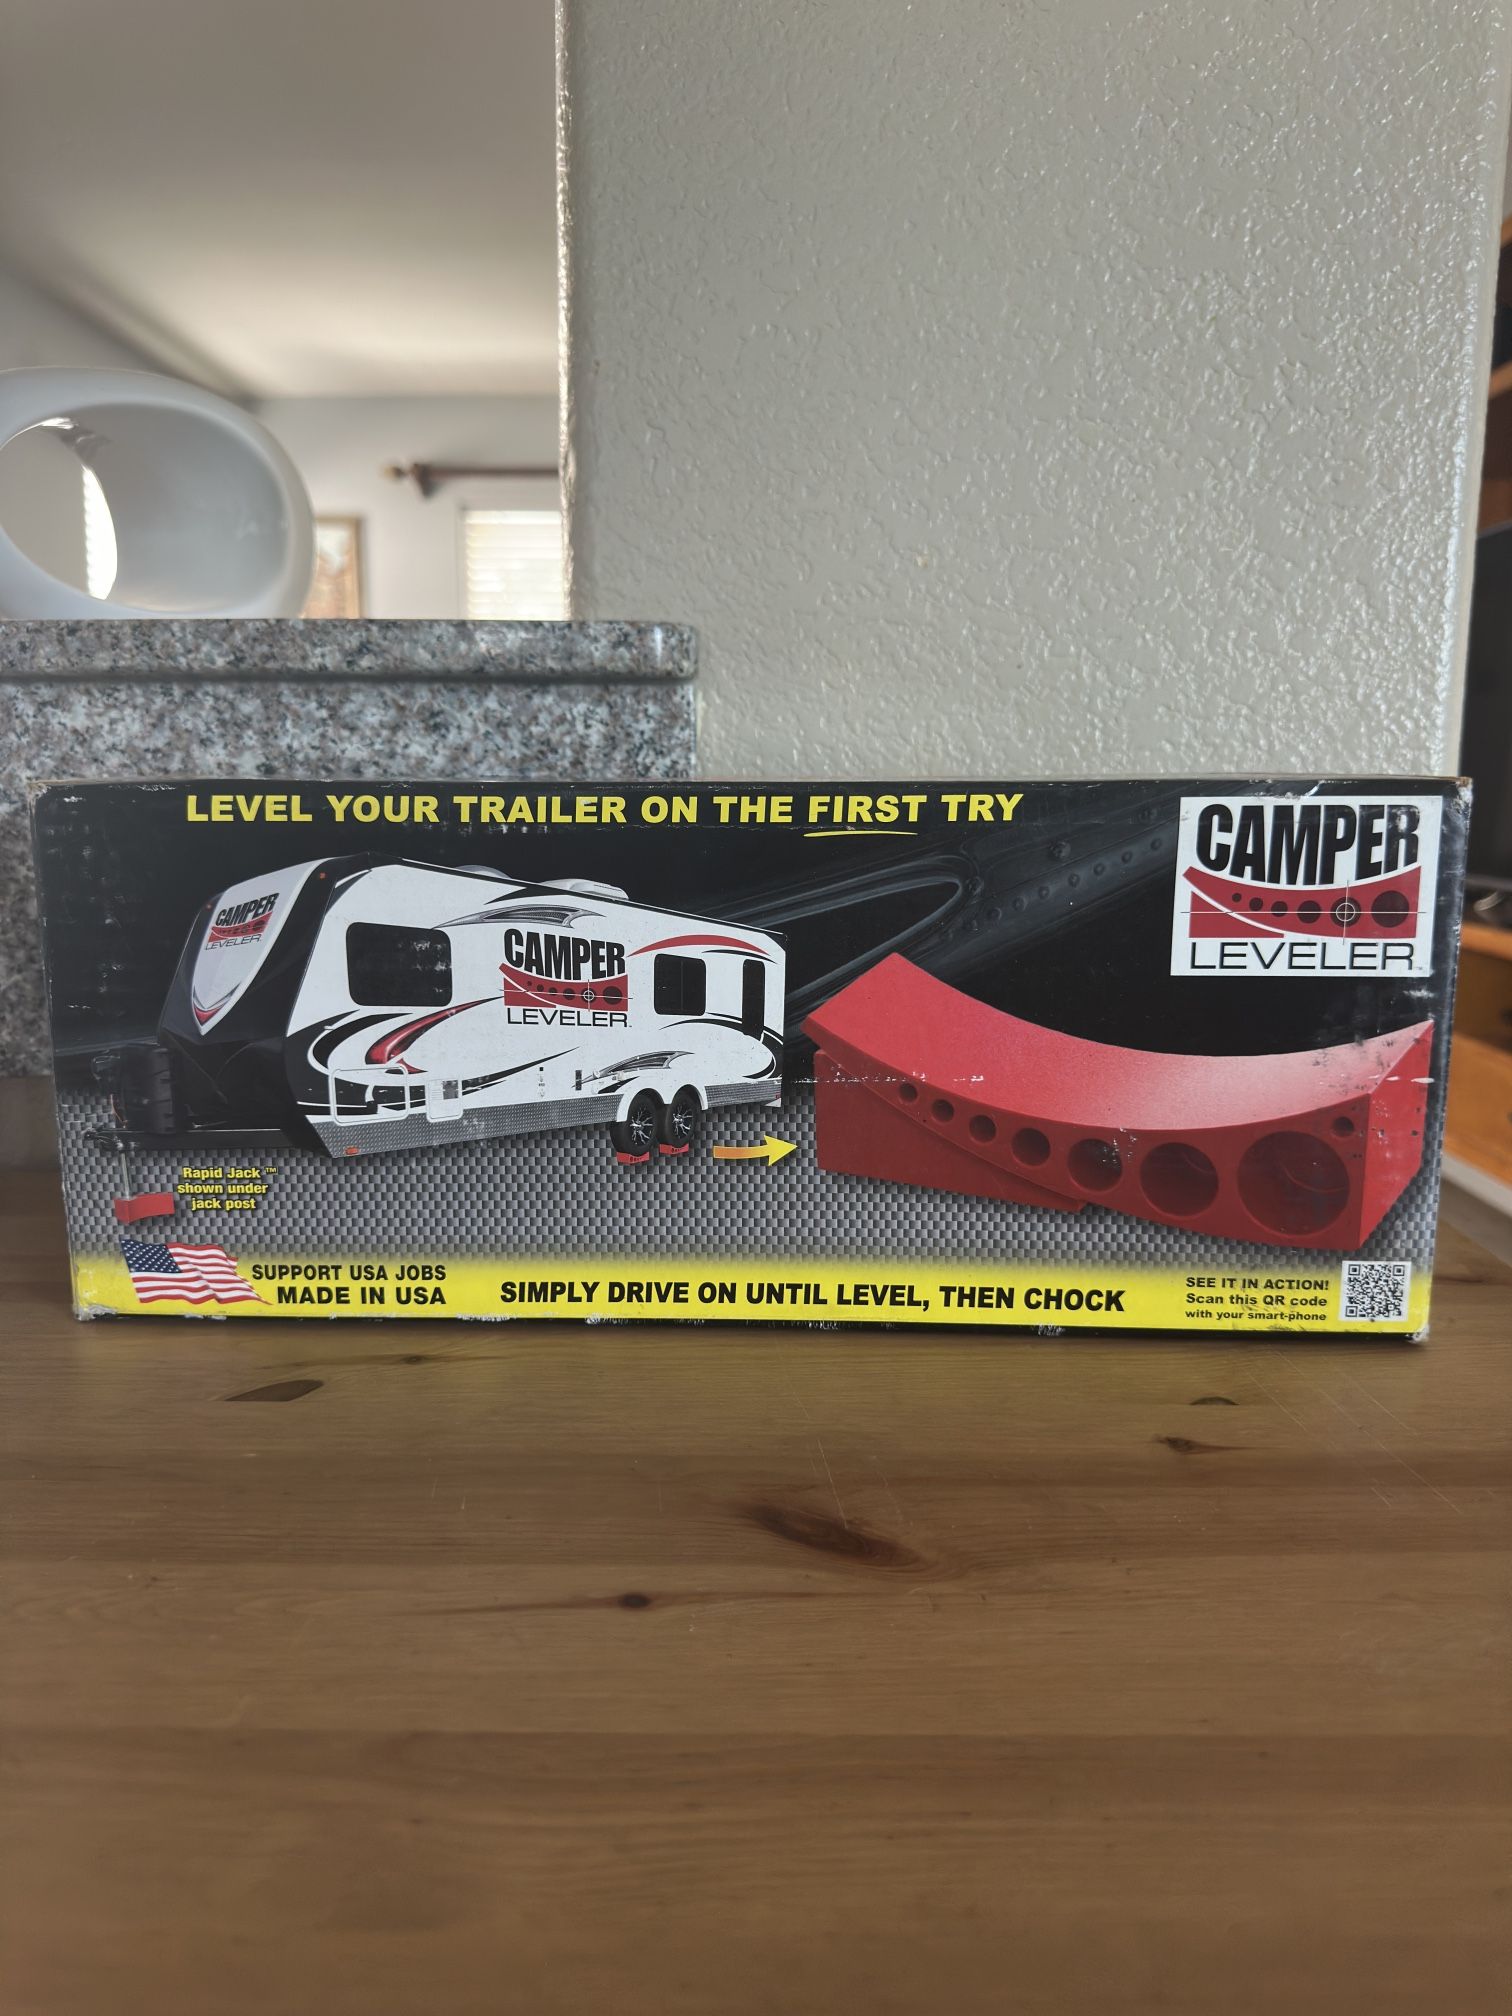 LEVEL YOUR TRAILER ON THE FIRST TRY
CAMPER
LEVELER™
CAMPER
LEVELER
CAMPER
LEVELER™
Rapid Jack™
shown under
jack post
SUPPORT USA JOBS
MADE IN USA
SIMPLY DRIVE ON UNTIL LEVEL, THEN CHOCK
SEE IT IN ACTION!
Scan this QR code
with your smart-phone